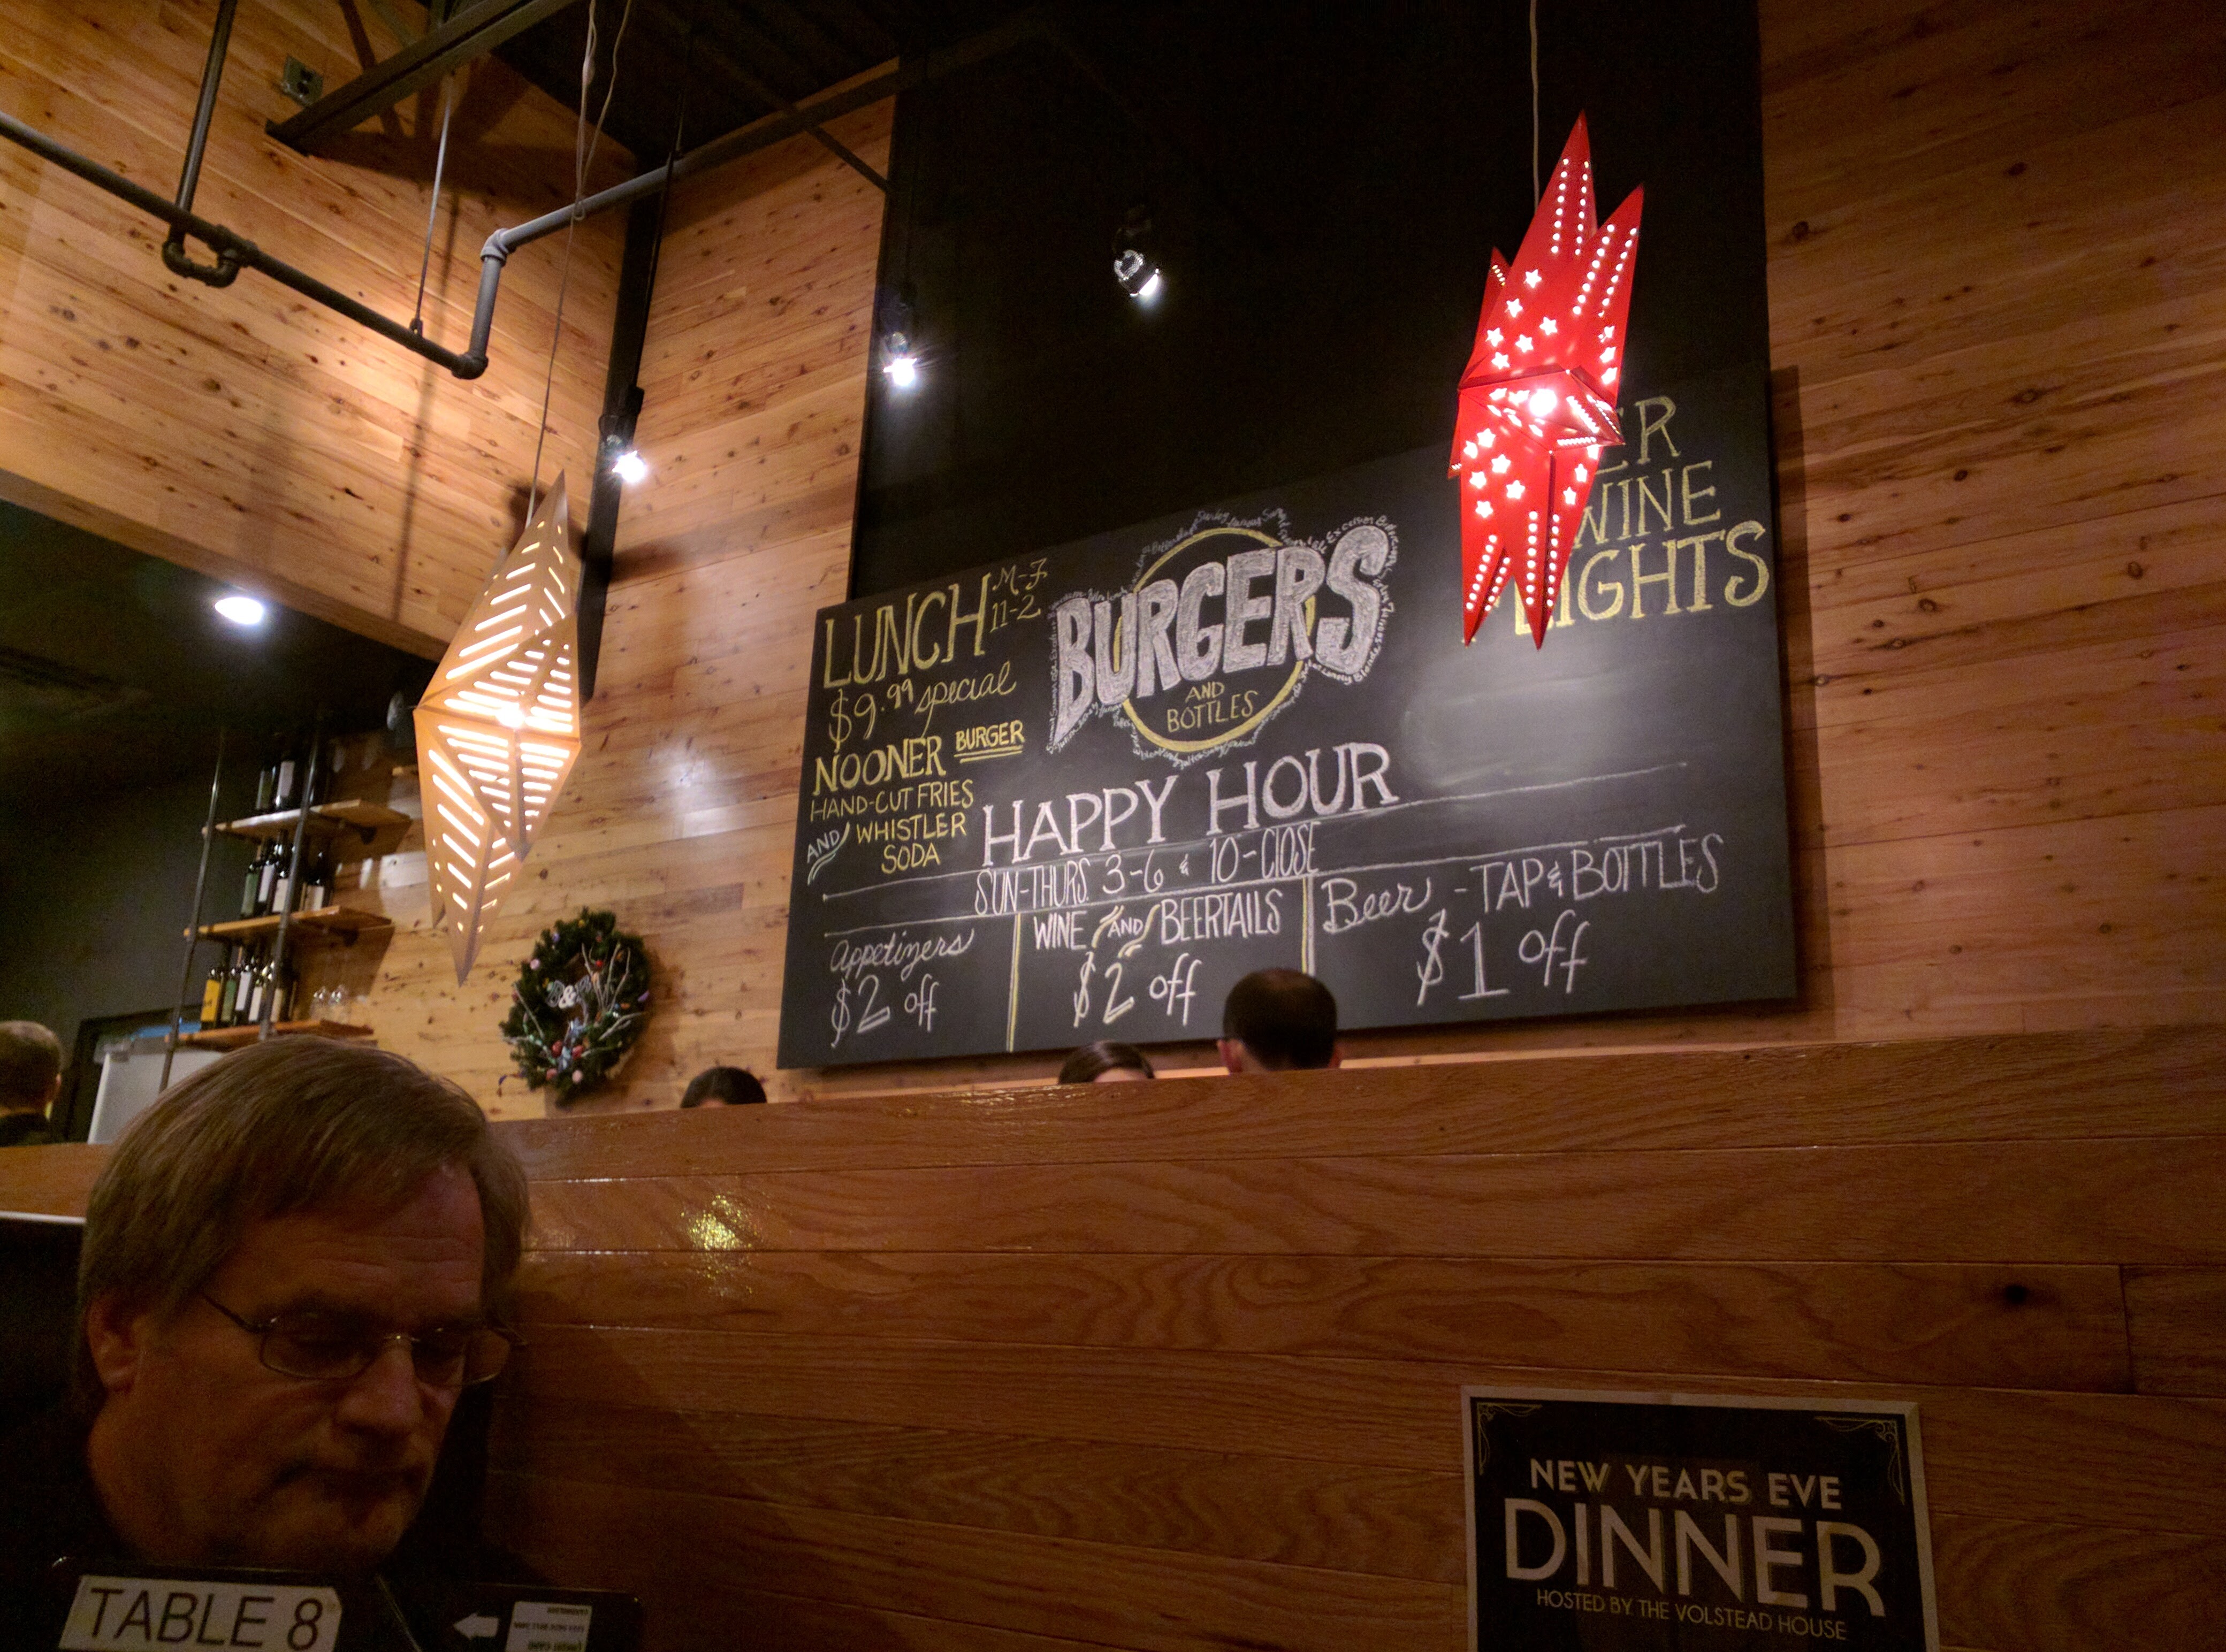 LUNCH M-F
11-2
$9.99 special
NOONER BURGER
HAND-CUT FRIES
AND WHISTLER
SODA
BURGERS
AND
BOTTLES
WINE
HAPPY HOUR
SUN-THURS. 3-6 & 10-CLOSE
Appetizers
$2 off
WINE AND BEERTAILS
$2 off
Beer - TAP & BOTTLES
$1 off
NEW YEARS EVE
DINNER
HOSTED BY THE VOLSTEAD HOUSE
TABLE 8